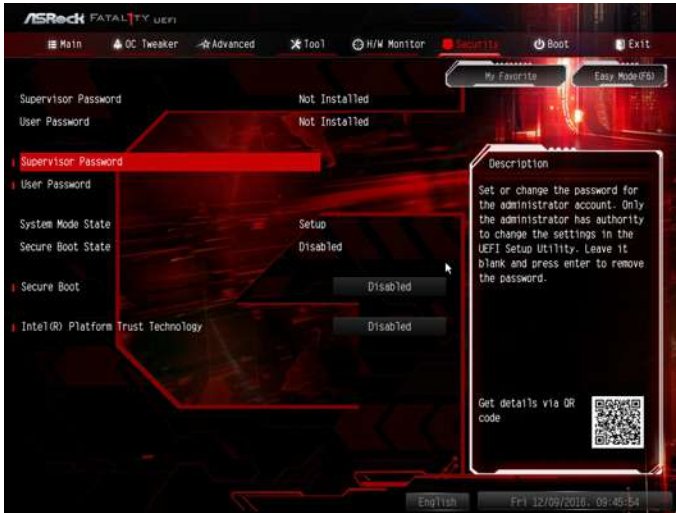 ASRock FATAL1TY UEFI
Main OC Tweaker Advanced Tool H/W Monitor Security Boot Exit
My Favorite Easy Mode(F6)
Supervisor Password Not Installed
User Password Not Installed
Supervisor Password
User Password
System Mode State Setup
Secure Boot State Disabled
Secure Boot Disabled
Intel(R) Platform Trust Technology Disabled
Description
Set or change the password for
the administrator account. Only
the administrator has authority
to change the settings in the
UEFI Setup Utility. Leave it
blank and press enter to remove
the password.
Get details via QR
code
English Fri 12/09/2016, 09:45:54